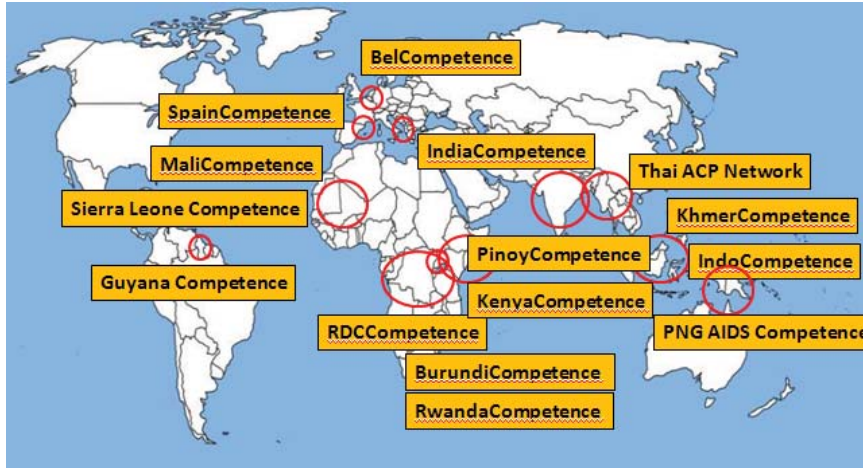 BelCompetence
SpainCompetence
MaliCompetence
IndiaCompetence
Thai ACP Network
Sierra Leone Competence
KhmerCompetence
PinoyCompetence
IndoCompetence
Guyana Competence
KenyaCompetence
RDCCompetence
PNG AIDS Competence
BurundiCompetence
RwandaCompetence